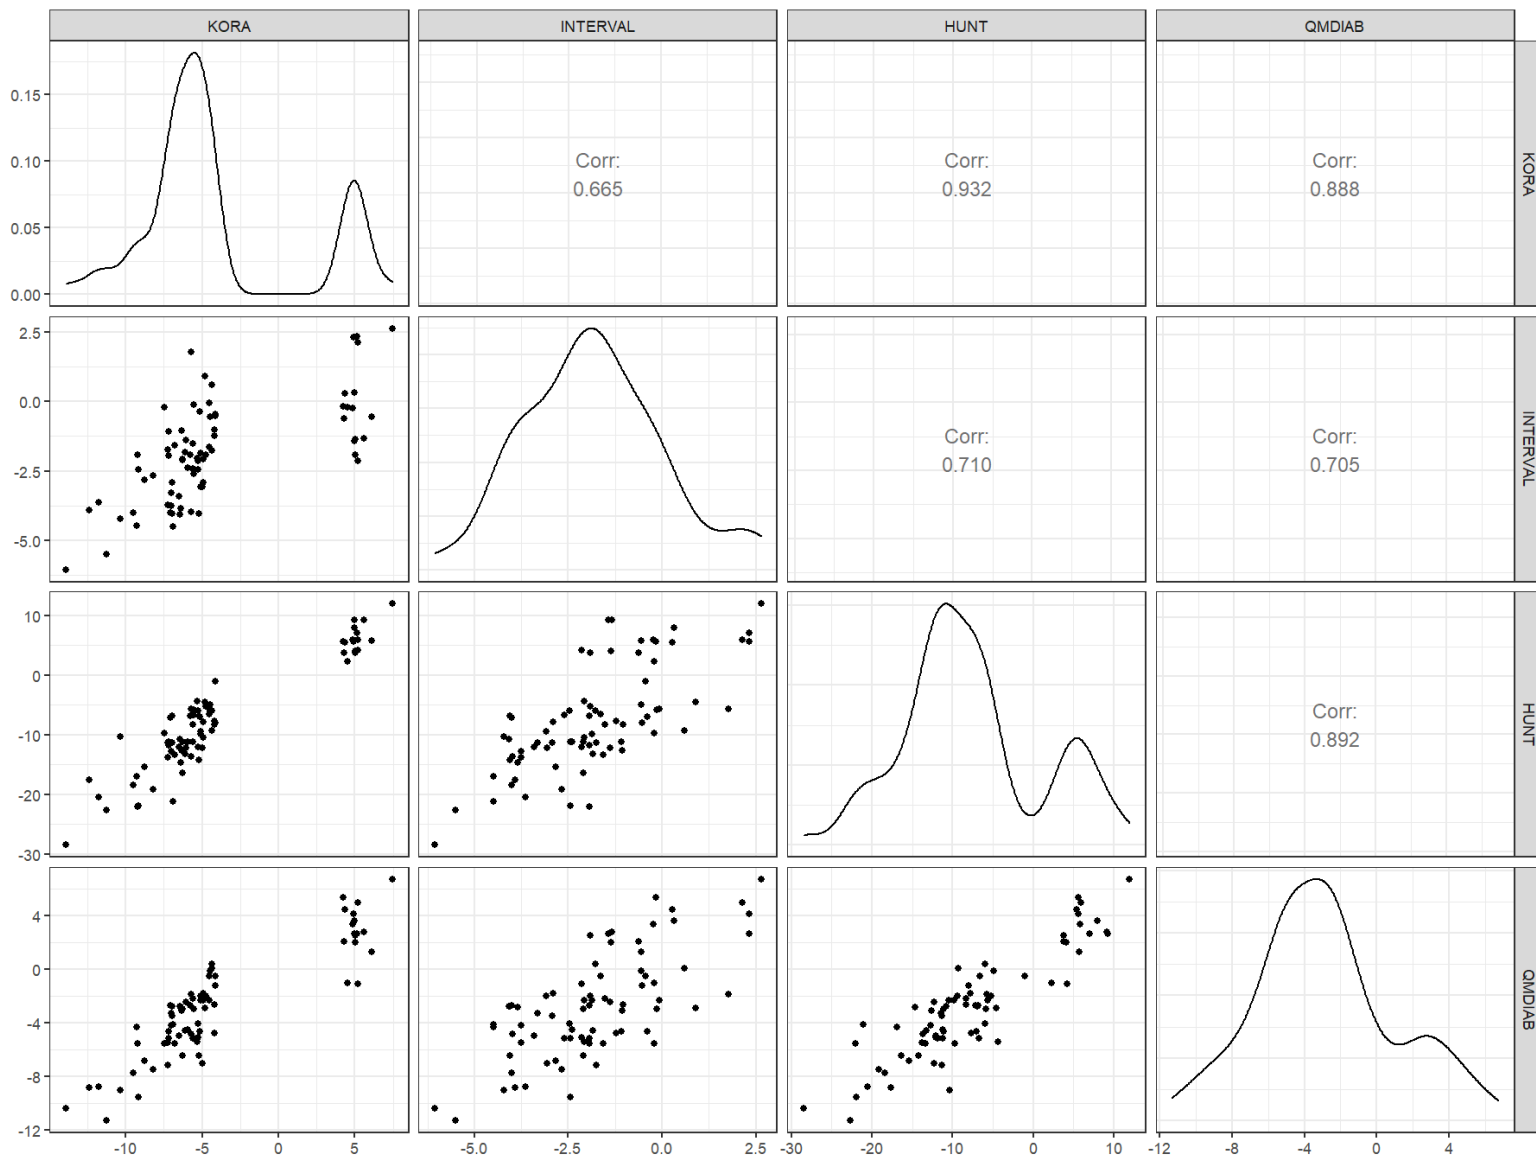 KORA INTERVAL HUNT QMDIAB
0.15
0.10
0.05
0.00
Corr:
0.665
Corr:
0.932
Corr:
0.888
KORA
2.5
0.0
-2.5
-5.0
Corr:
0.710
Corr:
0.705
INTERVAL
10
0
-10
-20
-30
Corr:
0.892
HUNT
4
0
-4
-8
-12
QMDIAB
-10 -5 0 5 -5.0 -2.5 0.0 2.5 -30 -20 -10 0 10 -12 -8 -4 0 4